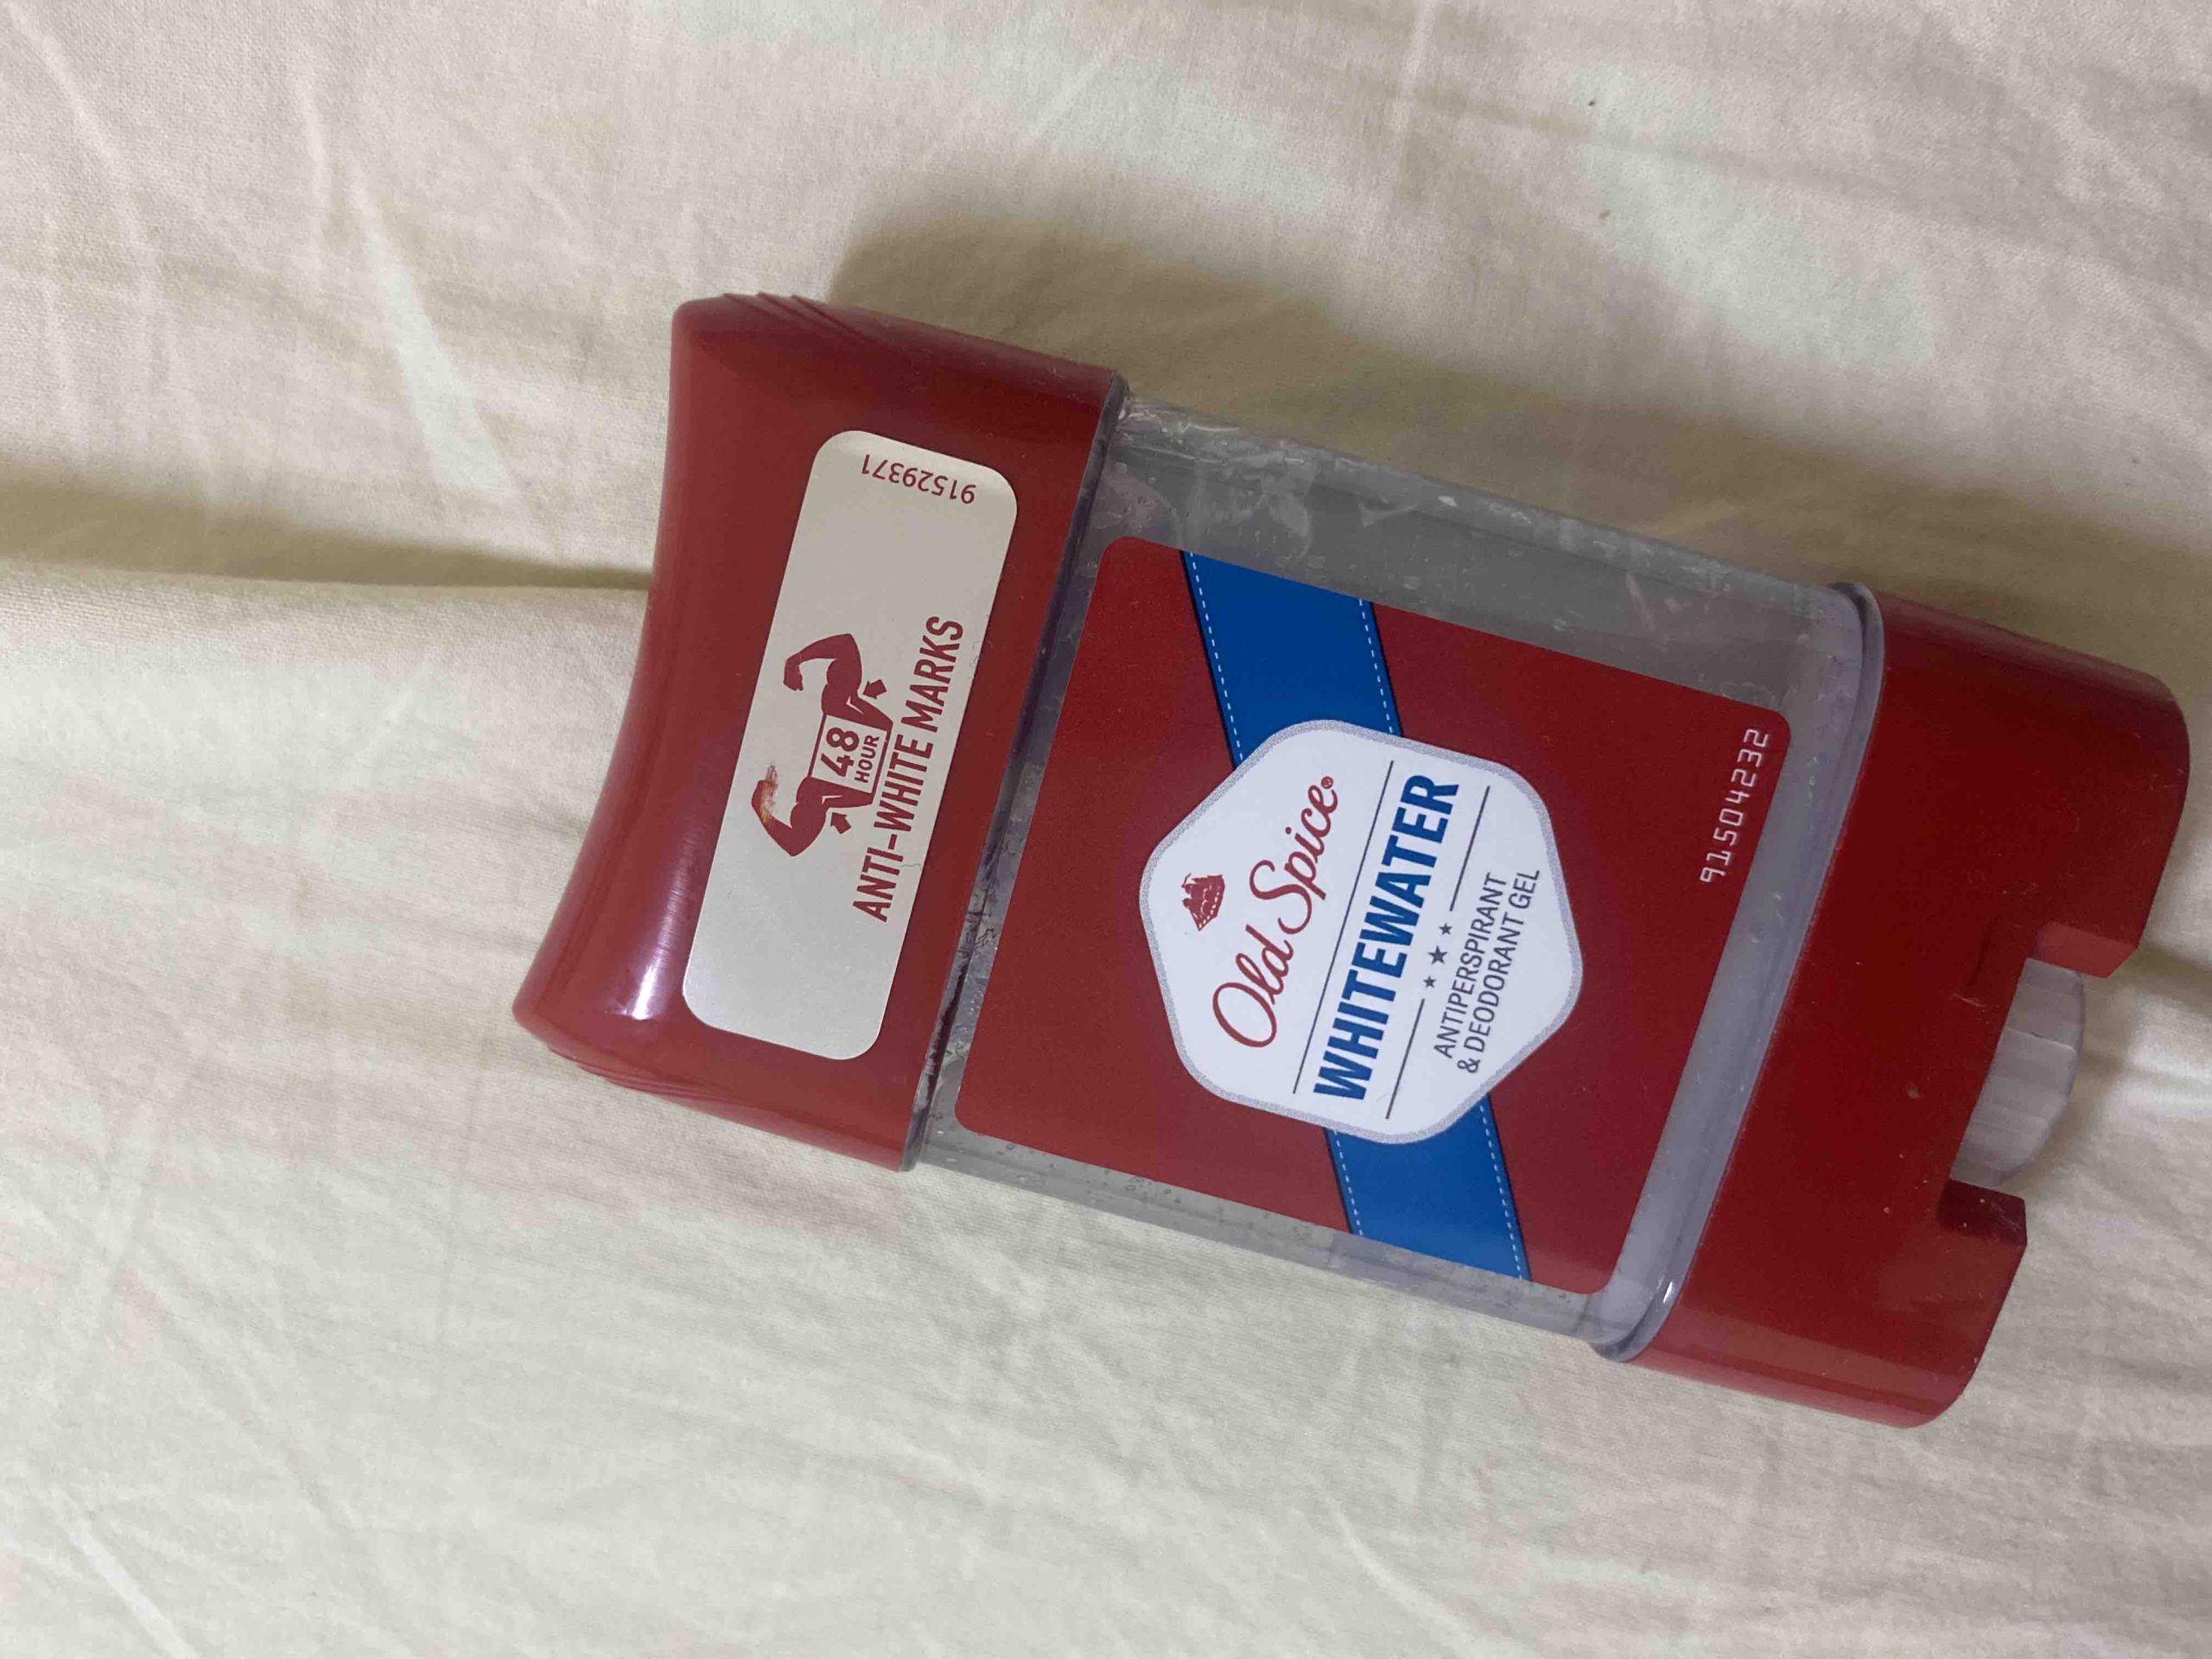 91529371
48
HOUR
ANTI-WHITE MARKS
Old Spice®
WHITEWATER
ANTIPERSPIRANT
& DEODORANT GEL
91504232